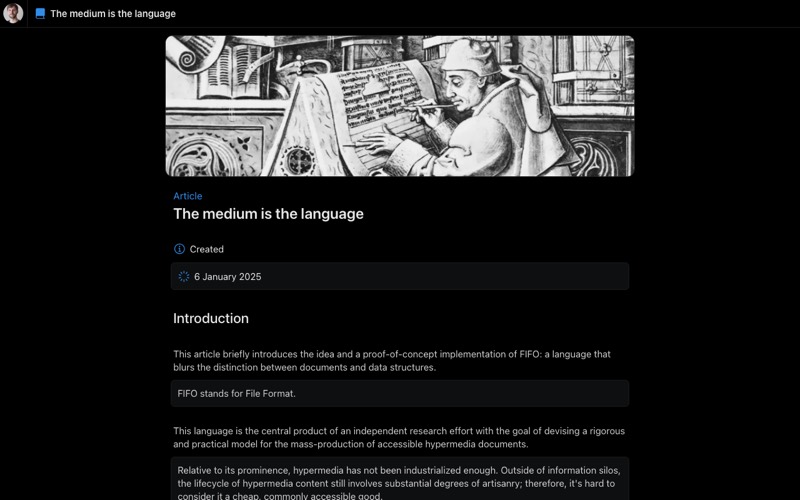 The medium is the language
Article
The medium is the language
Created
6 January 2025
Introduction
This article briefly introduces the idea and a proof-of-concept implementation of FIFO: a language that
blurs the distinction between documents and data structures.
FIFO stands for File Format.
This language is the central product of an independent research effort with the goal of devising a rigorous
and practical model for the mass-production of accessible hypermedia documents.
Relative to its prominence, hypermedia has not been industrialized enough. Outside of information silos,
the lifecycle of hypermedia content still involves substantial degrees of artisanry; therefore, it's hard to
consider it a cheap, commonly accessible good.